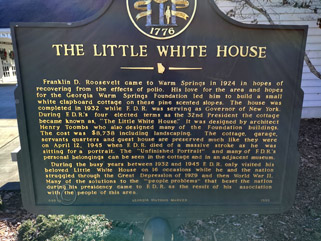 1776
THE LITTLE WHITE HOUSE
Franklin D. Roosevelt came to Warm Springs in 1924 in hopes of
recovering from the effects of polio. His love for the area and hopes
for the Georgia Warm Springs Foundation led him to build a small
white clapboard cottage on these pine scented slopes. The house was
completed in 1932 while F.D.R. was serving as Governor of New York.
During F.D.R.'s four elected terms as the 32nd President the cottage
became known as, "The Little White House". It was designed by architect
Henry Toombs who also designed many of the Foundation buildings.
The cost was $8,738 including landscaping. The cottage, garage,
servants quarters and guest house are preserved much like they were
on April 12, 1945 when F.D.R. died of a massive stroke as he was
sitting for a portrait. The "Unfinished Portrait" and many of F.D.R.'s
personal belongings can be seen in the cottage and in an adjacent museum.
During the busy years between 1932 and 1945 F.D.R. only visited his
beloved Little White House on 16 occasions while he and the nation
struggled through the Great Depression of 1929 and then World War II.
Many of the solutions to the "people problems" that beset the nation
during his presidency came to F.D.R. as the result of his association
with the people of this area.
GEORGIA HISTORIC MARKER